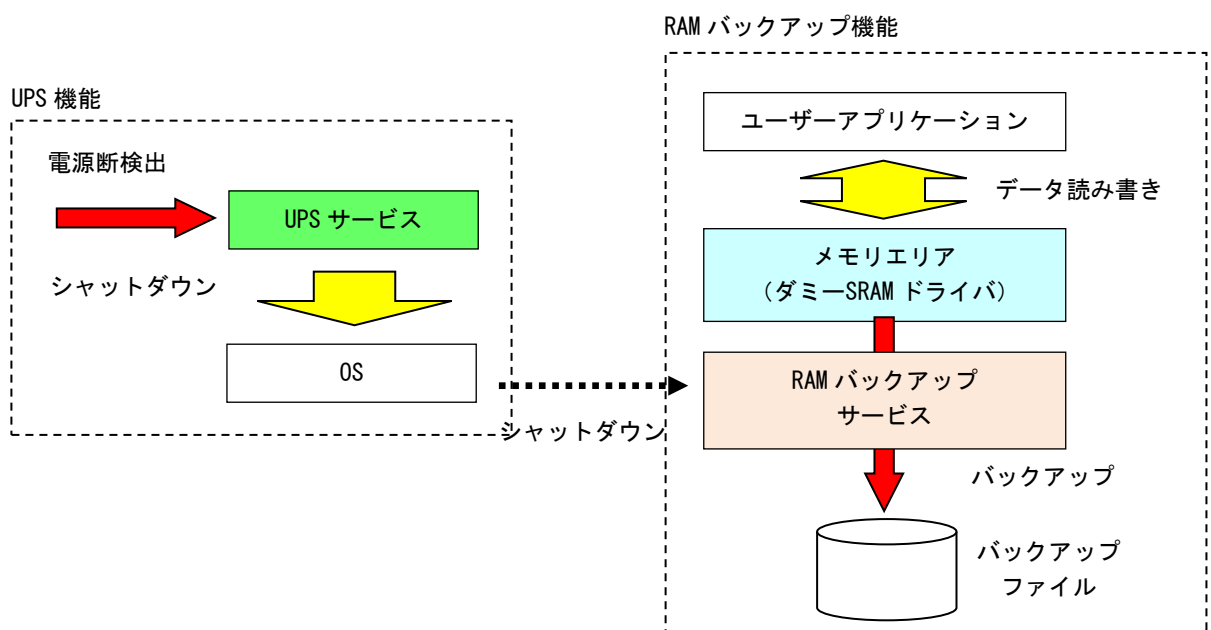 RAM バックアップ機能
UPS 機能
電源断検出
UPS サービス
シャットダウン
OS
シャットダウン
ユーザーアプリケーション
データ読み書き
メモリエリア
（ダミーSRAM ドライバ）
RAM バックアップ
サービス
バックアップ
バックアップ
ファイル